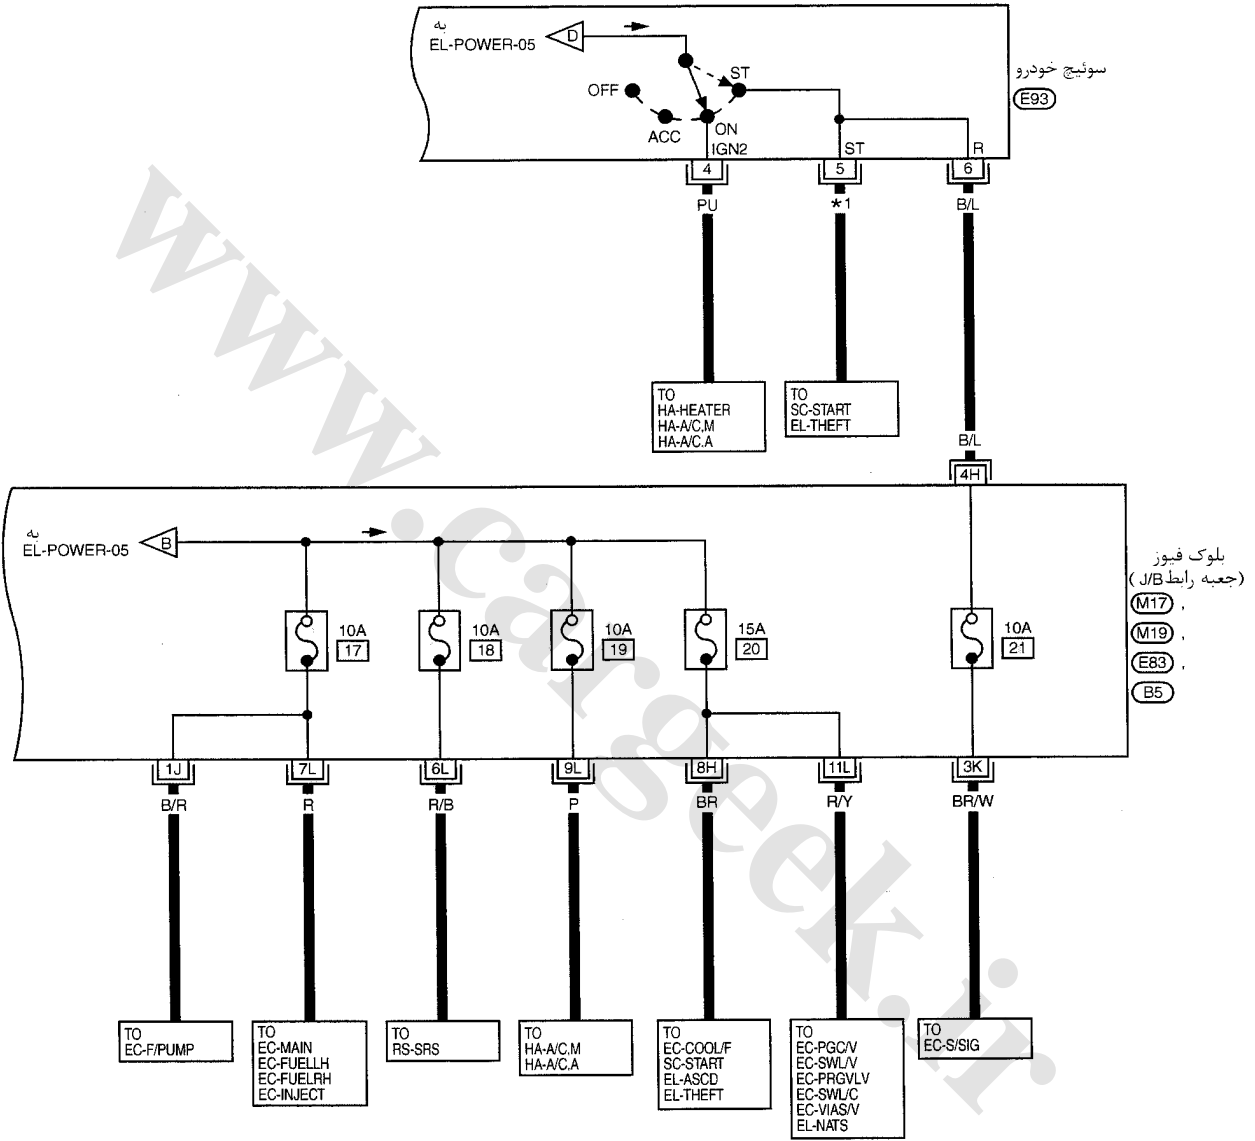 به
EL-POWER-05
D
OFF
ACC
ON
ST
IGN2
ST
R
سوئیچ خودرو
E93
4
5
6
PU
★1
B/L
TO
HA-HEATER
HA-A/C,M
HA-A/C.A
TO
SC-START
EL-THEFT
B/L
4H
به
EL-POWER-05
B
10A
17
10A
18
10A
19
15A
20
10A
21
بلوک فیوز
(جعبه رابط J/B)
M17 ,
M19 ,
E83 ,
B5
1J
7L
6L
9L
8H
11L
3K
B/R
R
R/B
P
BR
R/Y
BR/W
TO
EC-F/PUMP
TO
EC-MAIN
EC-FUELLH
EC-FUELRH
EC-INJECT
TO
RS-SRS
TO
HA-A/C,M
HA-A/C.A
TO
EC-COOL/F
SC-START
EL-ASCD
EL-THEFT
TO
EC-PGC/V
EC-SWL/V
EC-PRGVLV
EC-SWL/C
EC-VIAS/V
EL-NATS
TO
EC-S/SIG
www.cargeek.ir